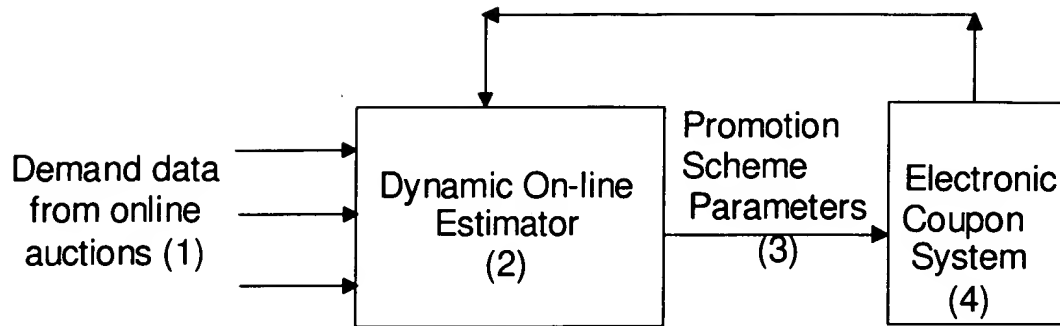 Demand data
from online
auctions (1)
Dynamic On-line
Estimator
(2)
Promotion
Scheme
Parameters
(3)
Electronic
Coupon
System
(4)